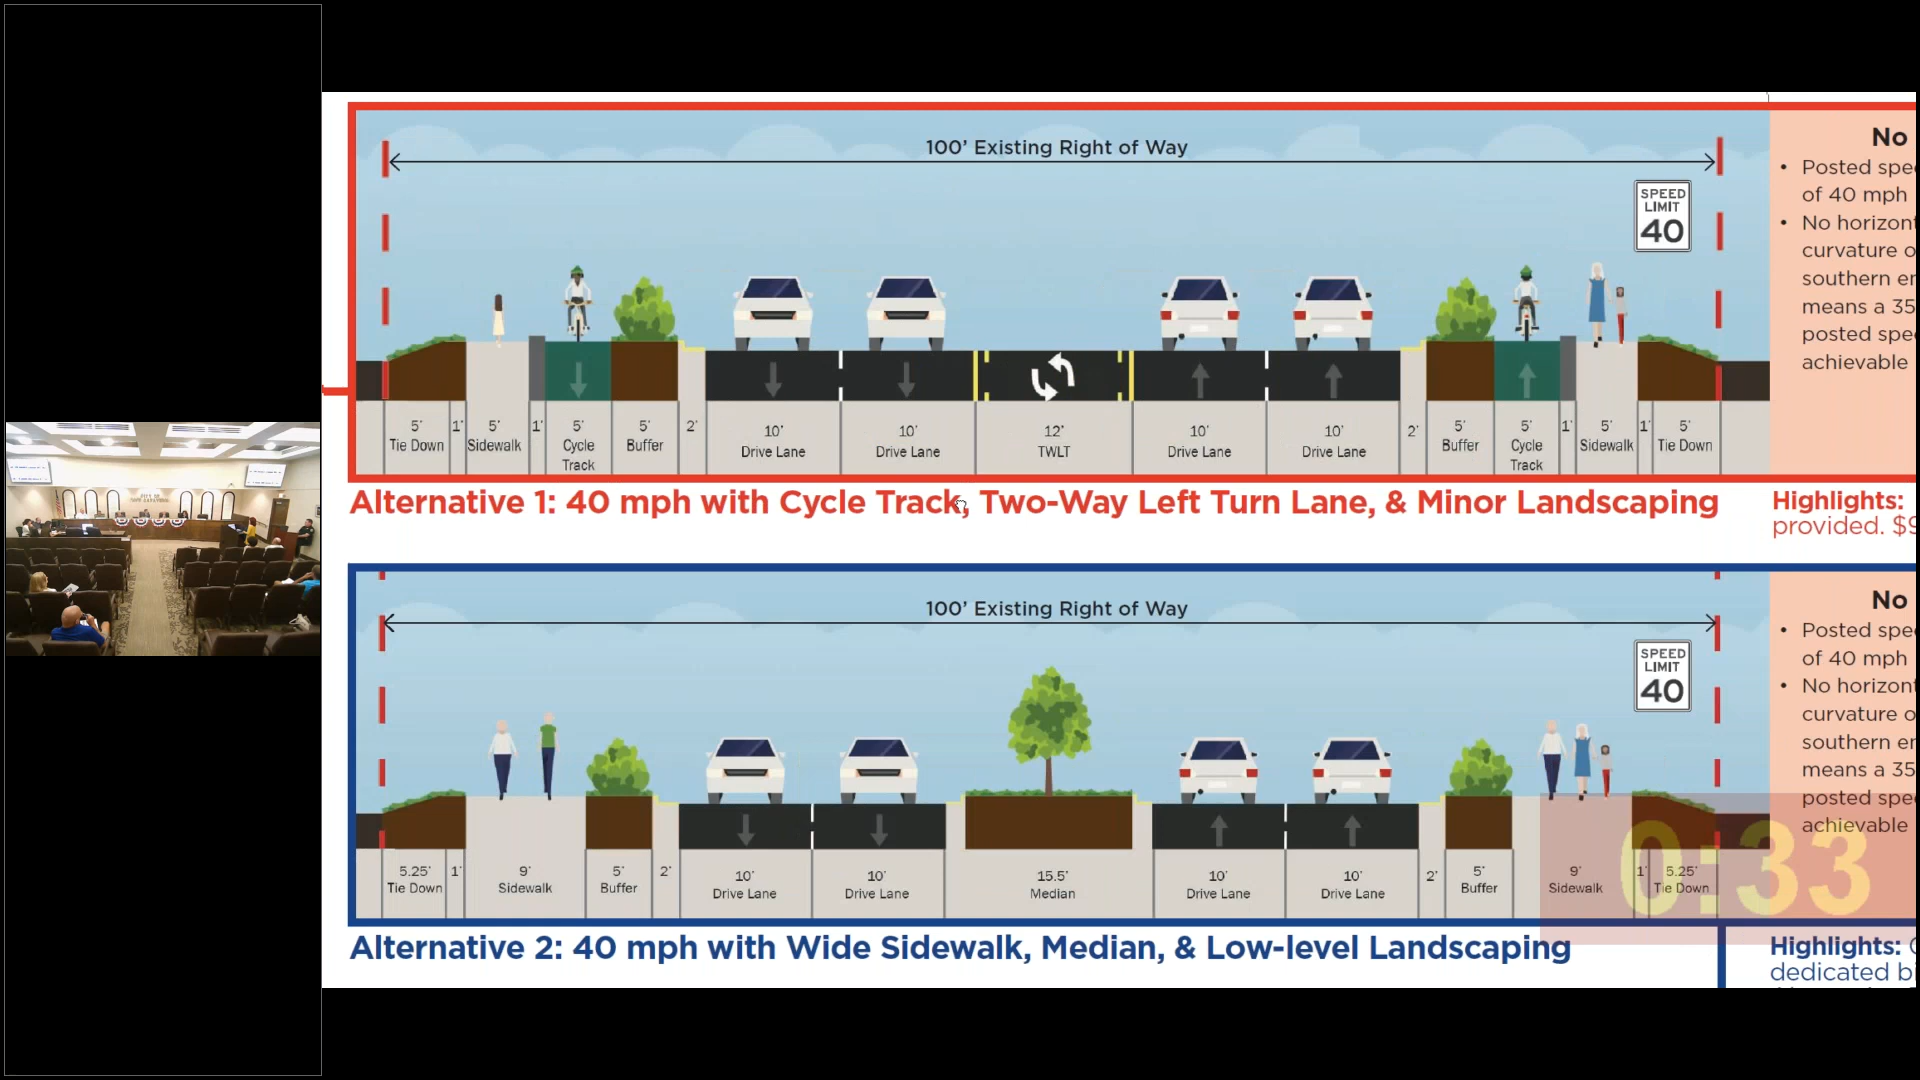 100’ Existing Right of Way
SPEED
LIMIT
40
5’ Tie Down
1’
5’ Sidewalk
1’
5’ Cycle Track
5’ Buffer
2’
10’ Drive Lane
10’ Drive Lane
12’ TWLT
10’ Drive Lane
10’ Drive Lane
2’
5’ Buffer
5’ Cycle Track
1’
5’ Sidewalk
1’
5’ Tie Down
No
• Posted spe
of 40 mph
• No horizont
curvature o
southern en
means a 35
posted spe
achievable
Alternative 1: 40 mph with Cycle Track, Two-Way Left Turn Lane, & Minor Landscaping
Highlights:
provided. $9
100’ Existing Right of Way
SPEED
LIMIT
40
5.25’ Tie Down
1’
9’ Sidewalk
5’ Buffer
2’
10’ Drive Lane
10’ Drive Lane
15.5’ Median
10’ Drive Lane
10’ Drive Lane
2’
5’ Buffer
9’ Sidewalk
1’
5.25’ Tie Down
No
• Posted spe
of 40 mph
• No horizont
curvature o
southern en
means a 35
posted spe
achievable
0:33
Alternative 2: 40 mph with Wide Sidewalk, Median, & Low-level Landscaping
Highlights:
dedicated bi